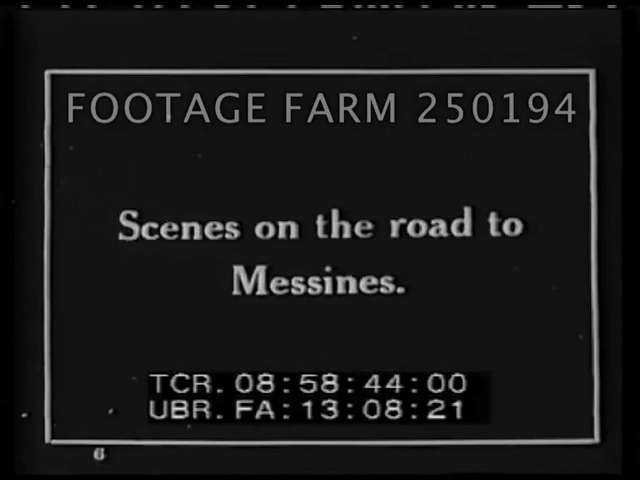 FOOTAGE FARM 250194
Scenes on the road to
Messines.
TCR. 08:58:44:00
UBR. FA:13:08:21
6